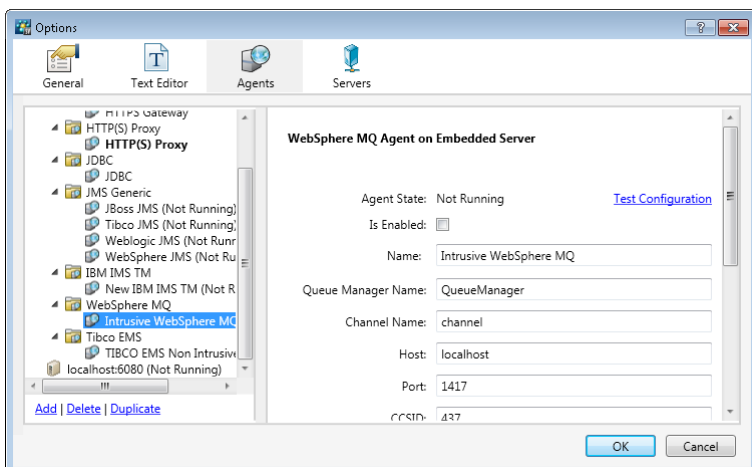 Options
General
Text Editor
Agents
Servers
HTTPS Gateway
HTTP(S) Proxy
HTTP(S) Proxy
JDBC
JDBC
JMS Generic
JBoss JMS (Not Running)
Tibco JMS (Not Running)
Weblogic JMS (Not Runr
WebSphere JMS (Not Ru
IBM IMS TM
New IBM IMS TM (Not R
WebSphere MQ
Intrusive WebSphere MQ
Tibco EMS
TIBCO EMS Non Intrusive
localhost:6080 (Not Running)
Add | Delete | Duplicate
WebSphere MQ Agent on Embedded Server
Agent State: Not Running Test Configuration
Is Enabled:
Name: Intrusive WebSphere MQ
Queue Manager Name: QueueManager
Channel Name: channel
Host: localhost
Port: 1417
CCSID: 437
OK Cancel